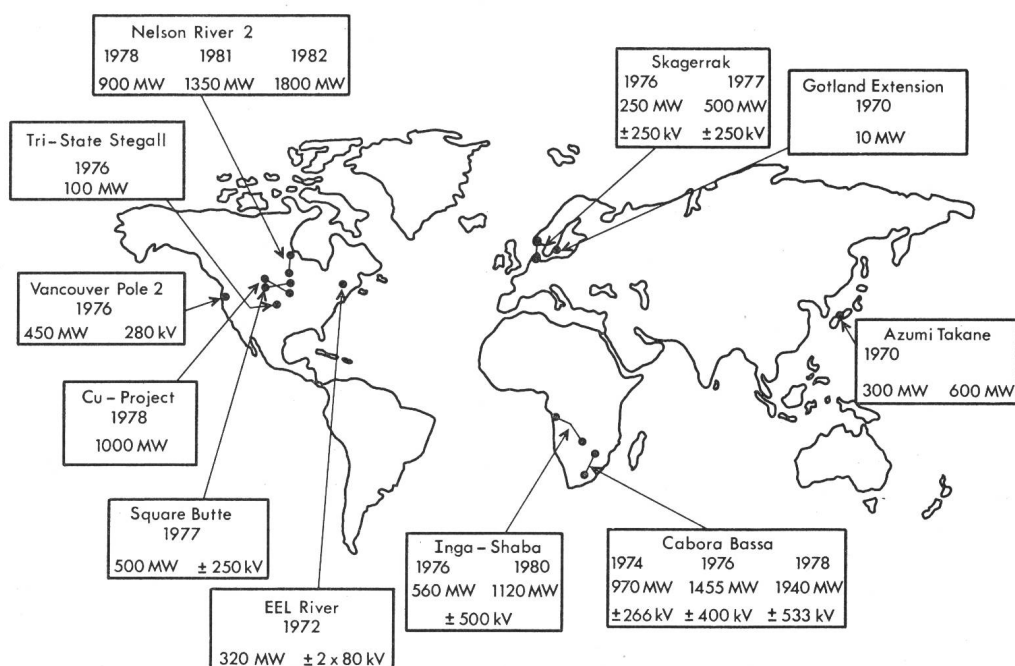 Nelson River 2
1978 1981 1982
900 MW 1350 MW 1800 MW
Skagerrak
1976 1977
250 MW 500 MW
±250 kV ±250 kV
Gotland Extension
1970
10 MW
Tri-State Stegall
1976
100 MW
Vancouver Pole 2
1976
450 MW 280 kV
Azumi Takane
1970
300 MW 600 MW
Cu-Project
1978
1000 MW
Square Butte
1977
500 MW ±250 kV
Inga-Shaba
1976 1980
560 MW 1120 MW
±500 kV
Cabora Bassa
1974 1976 1978
970 MW 1455 MW 1940 MW
±266 kV ±400 kV ±533 kV
EEL River
1972
320 MW ±2 x 80 kV